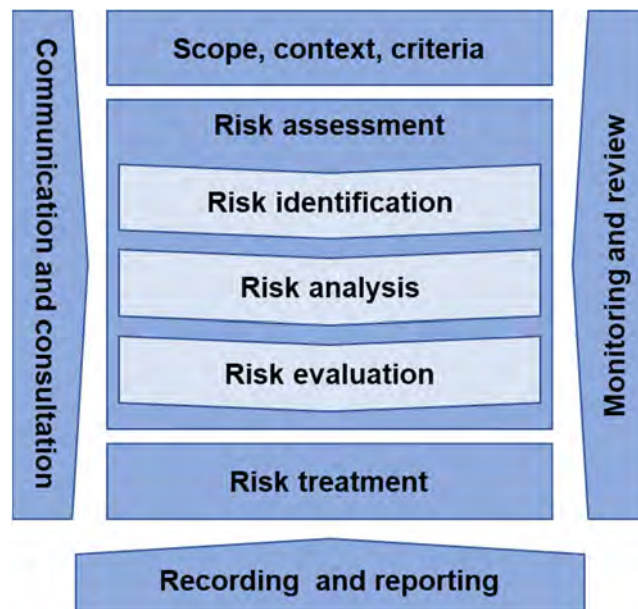 Communication and consultation
Scope, context, criteria
Risk assessment
Risk identification
Risk analysis
Risk evaluation
Risk treatment
Monitoring and review
Recording and reporting